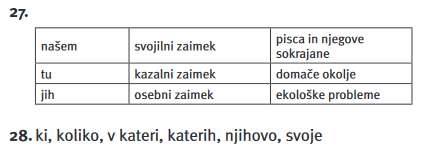 27.
našem svojilni zaimek pisca in njegove
sokrajane
tu kazalni zaimek domače okolje
jih osebni zaimek ekološke probleme
28. ki, koliko, v kateri, katerih, njihovo, svoje